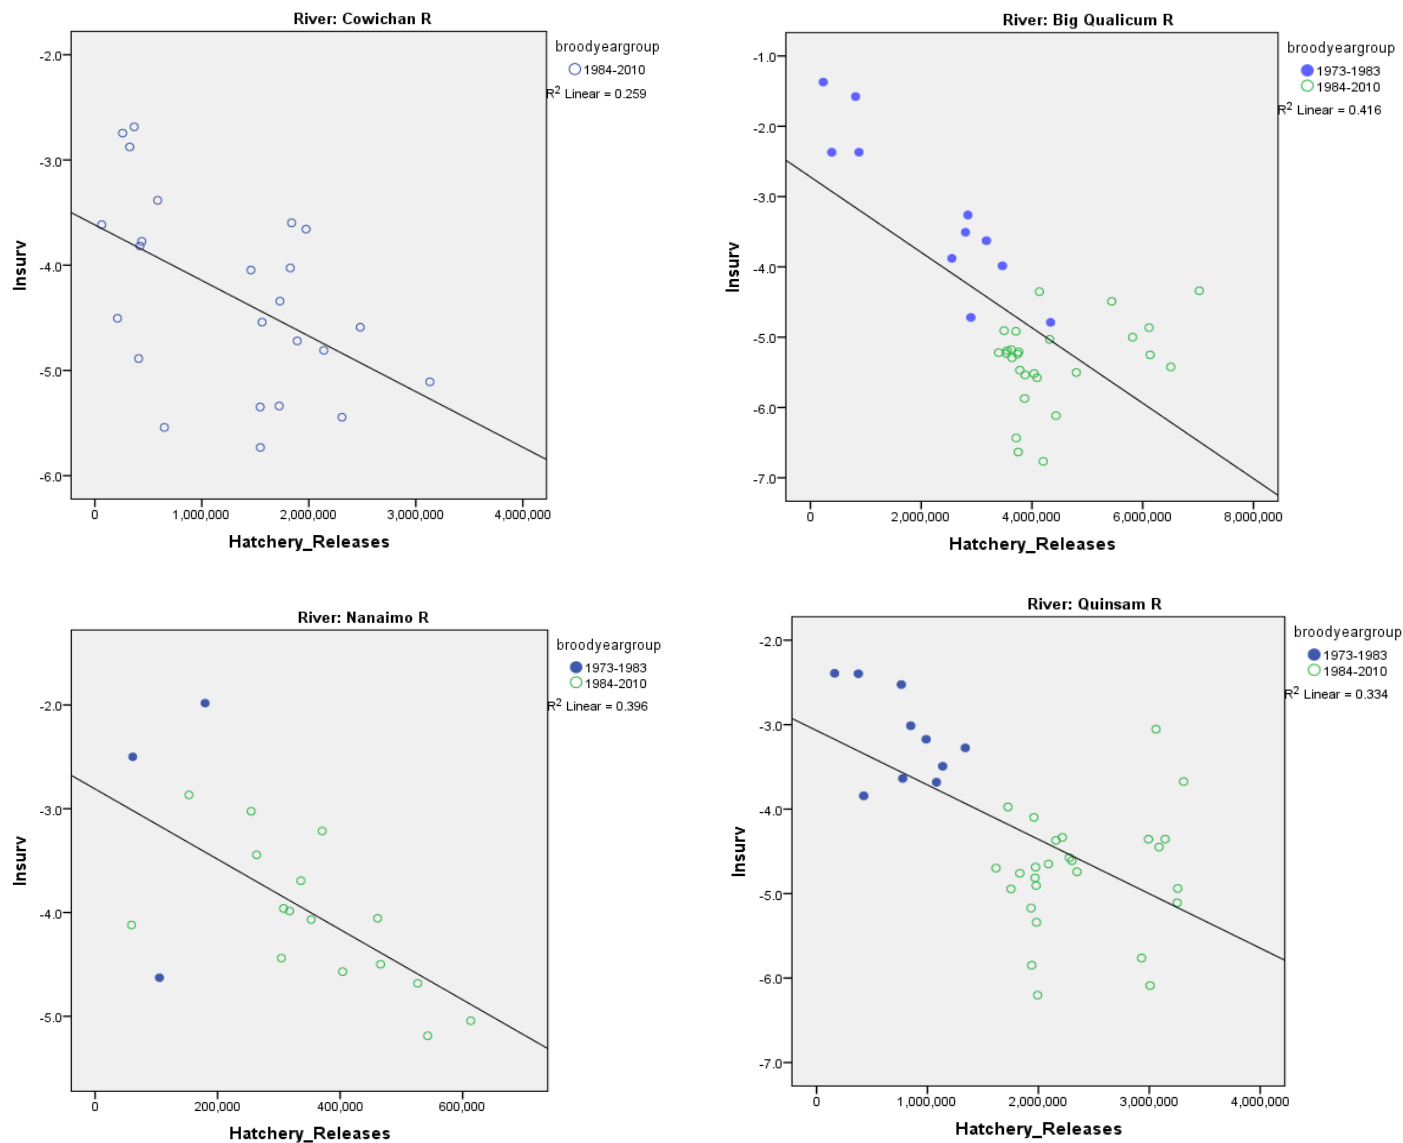 River: Cowichan R
broodyeargroup
1984-2010
R2 Linear = 0.259
-2.0
-3.0
-4.0
-5.0
-6.0
lnsurv
0 1,000,000 2,000,000 3,000,000 4,000,000
Hatchery_Releases
River: Big Qualicum R
broodyeargroup
1973-1983
1984-2010
R2 Linear = 0.416
-1.0
-2.0
-3.0
-4.0
-5.0
-6.0
-7.0
lnsurv
0 2,000,000 4,000,000 6,000,000 8,000,000
Hatchery_Releases
River: Nanaimo R
broodyeargroup
1973-1983
1984-2010
R2 Linear = 0.396
-2.0
-3.0
-4.0
-5.0
lnsurv
0 200,000 400,000 600,000
Hatchery_Releases
River: Quinsam R
broodyeargroup
1973-1983
1984-2010
R2 Linear = 0.334
-2.0
-3.0
-4.0
-5.0
-6.0
-7.0
lnsurv
0 1,000,000 2,000,000 3,000,000 4,000,000
Hatchery_Releases